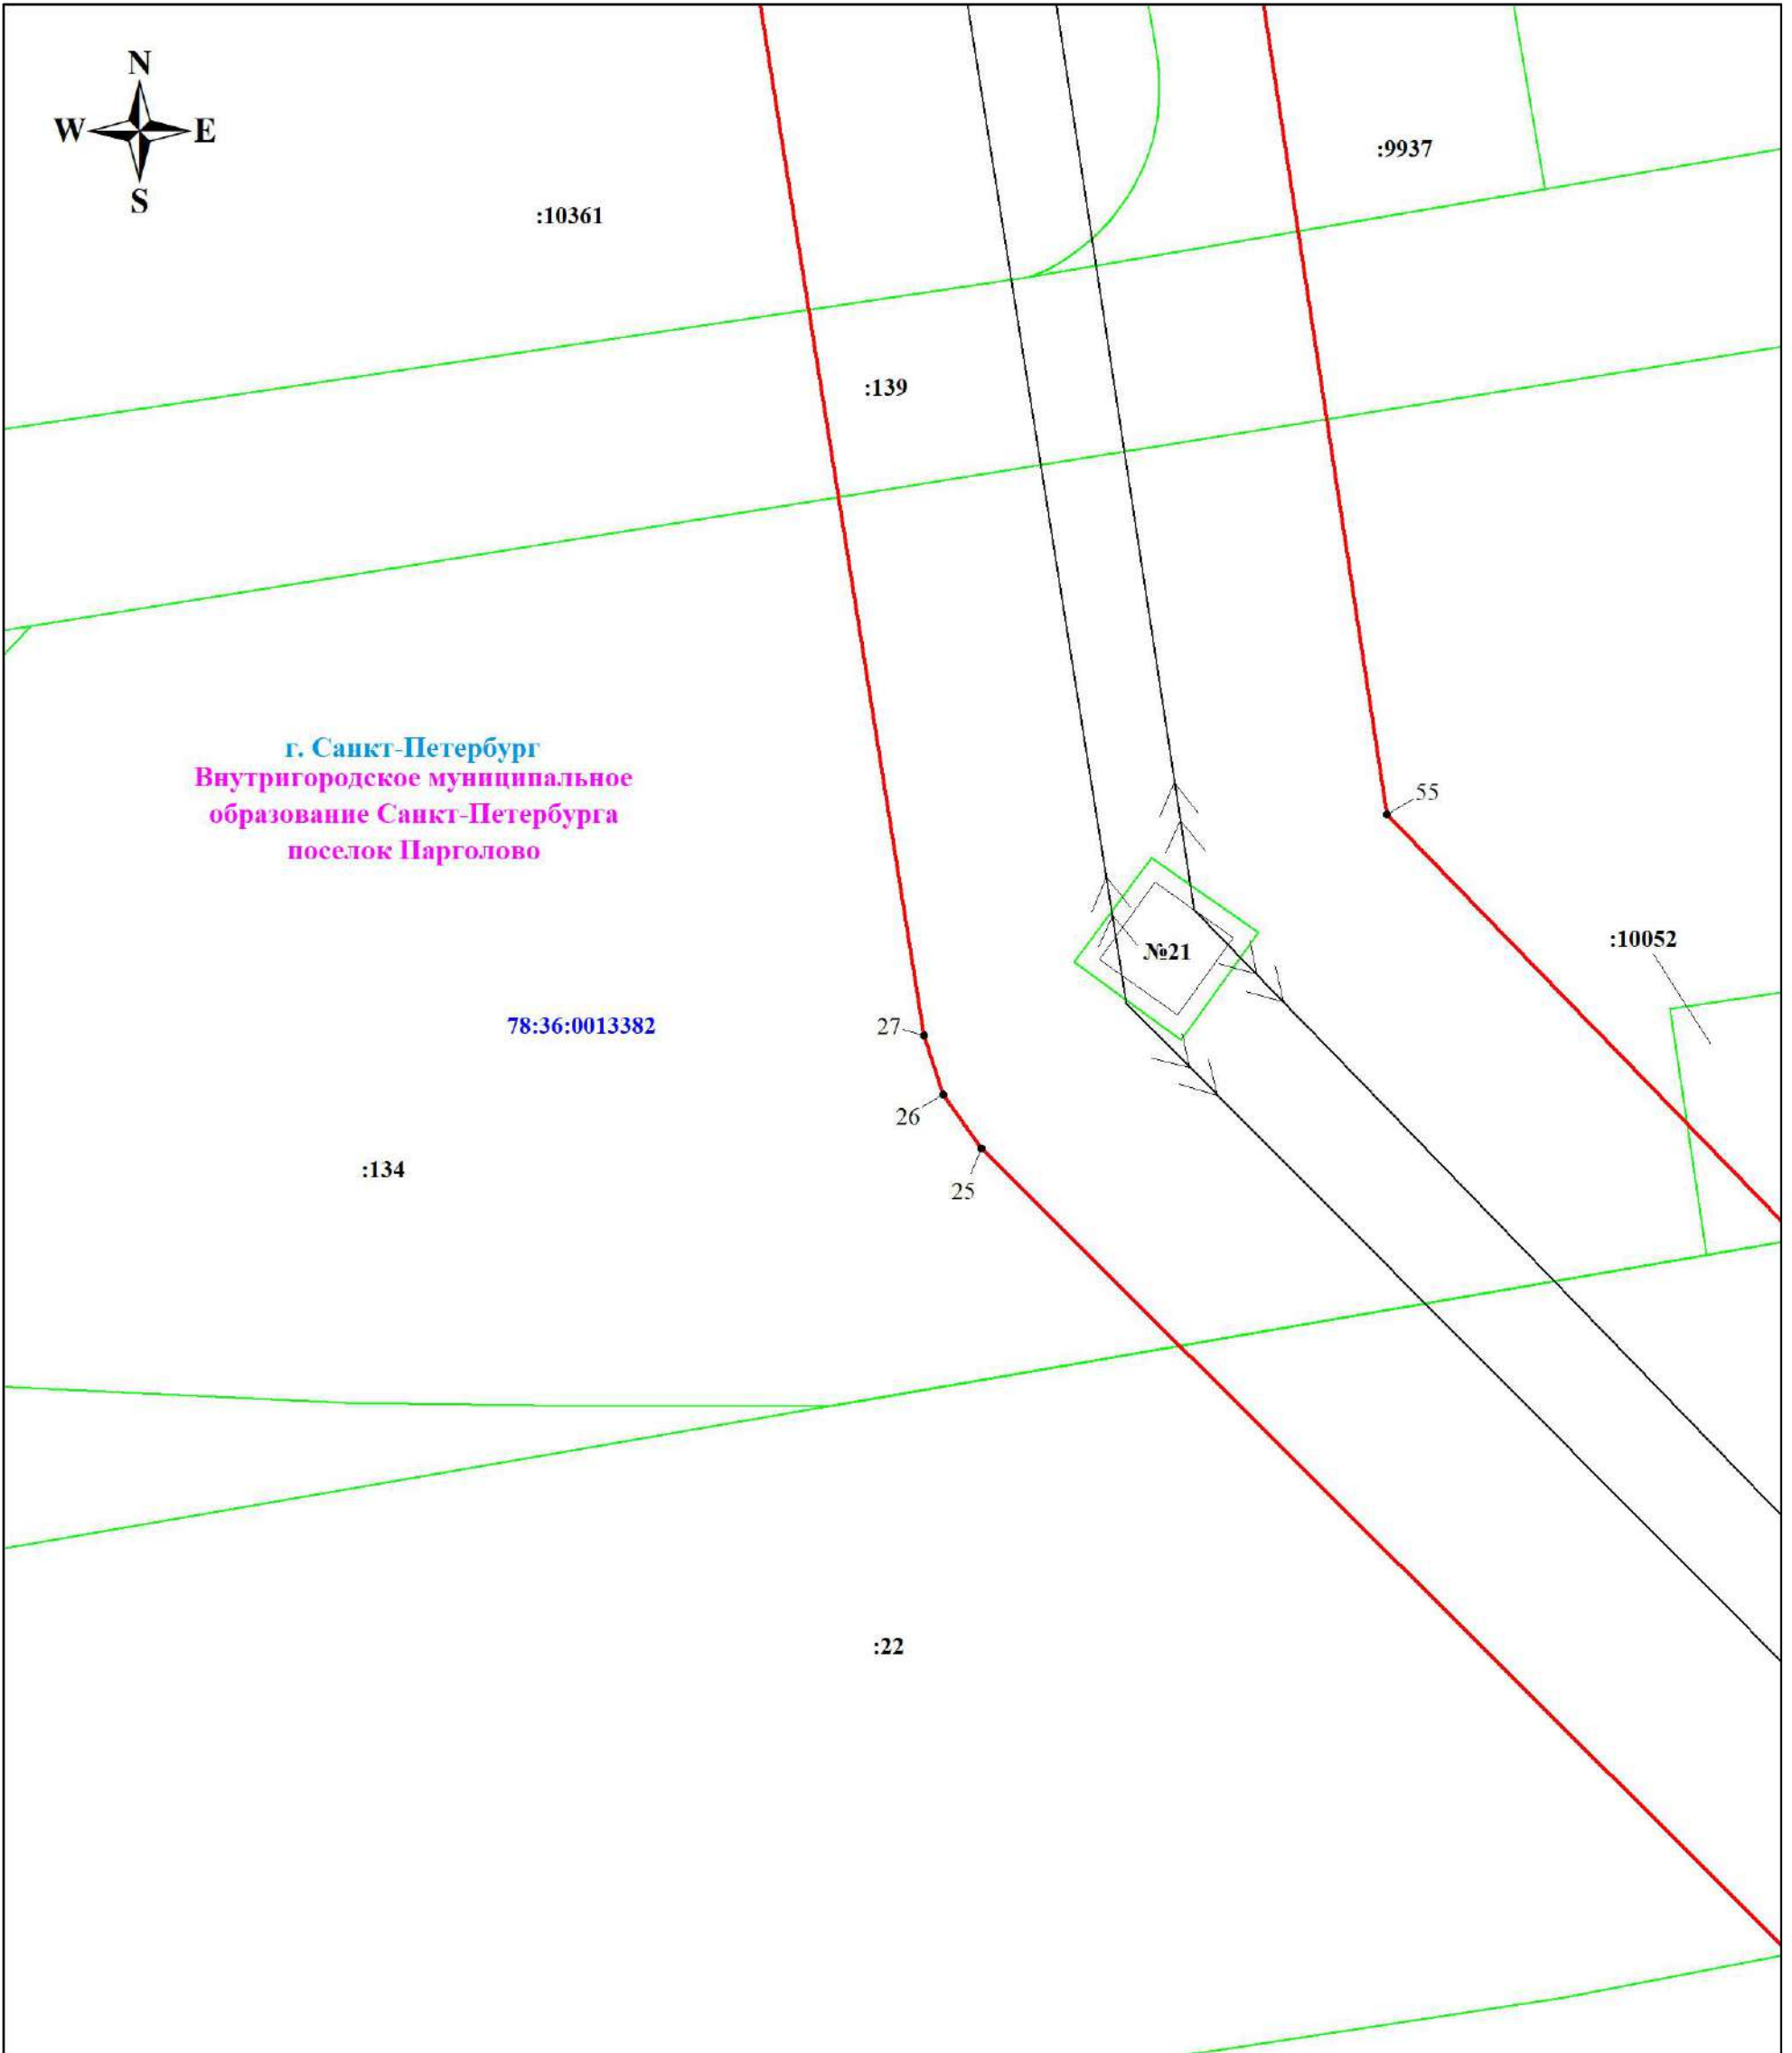 N
W E
S
:9937
:10361
:139
г. Санкт-Петербург
Внутригородское муниципальное
образование Санкт-Петербурга
поселок Парголово
55
:10052
№21
78:36:0013382
27
26
:134
25
:22